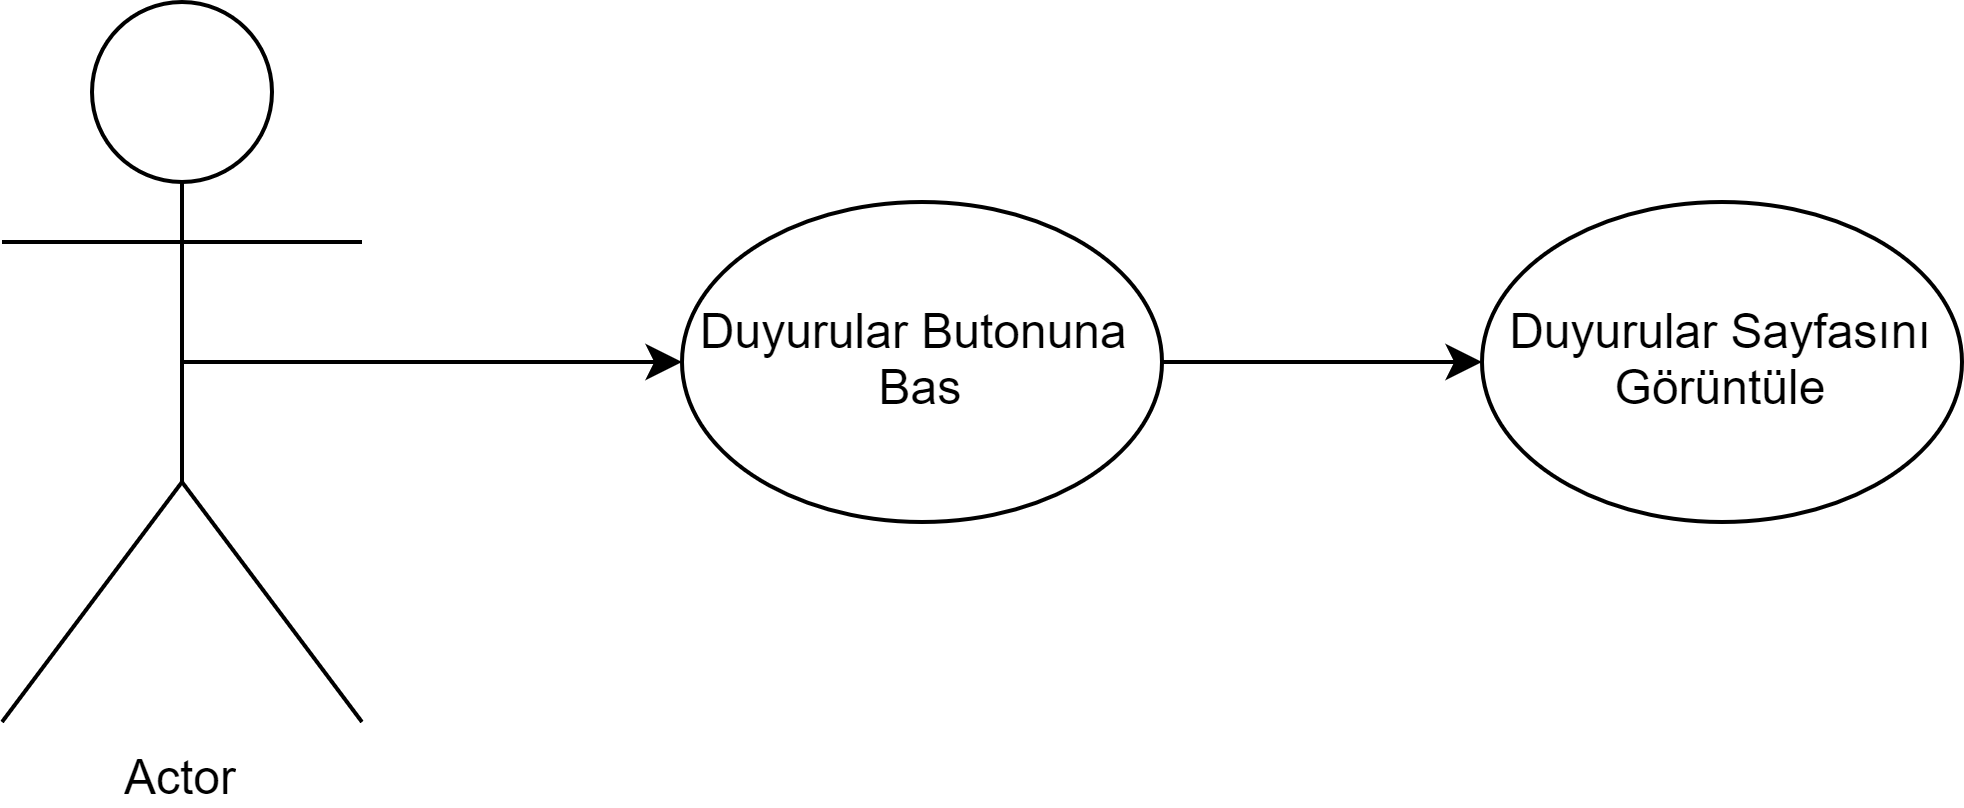 Duyurular Butonuna
Bas
Duyurular Sayfasını
Görüntüle
Actor